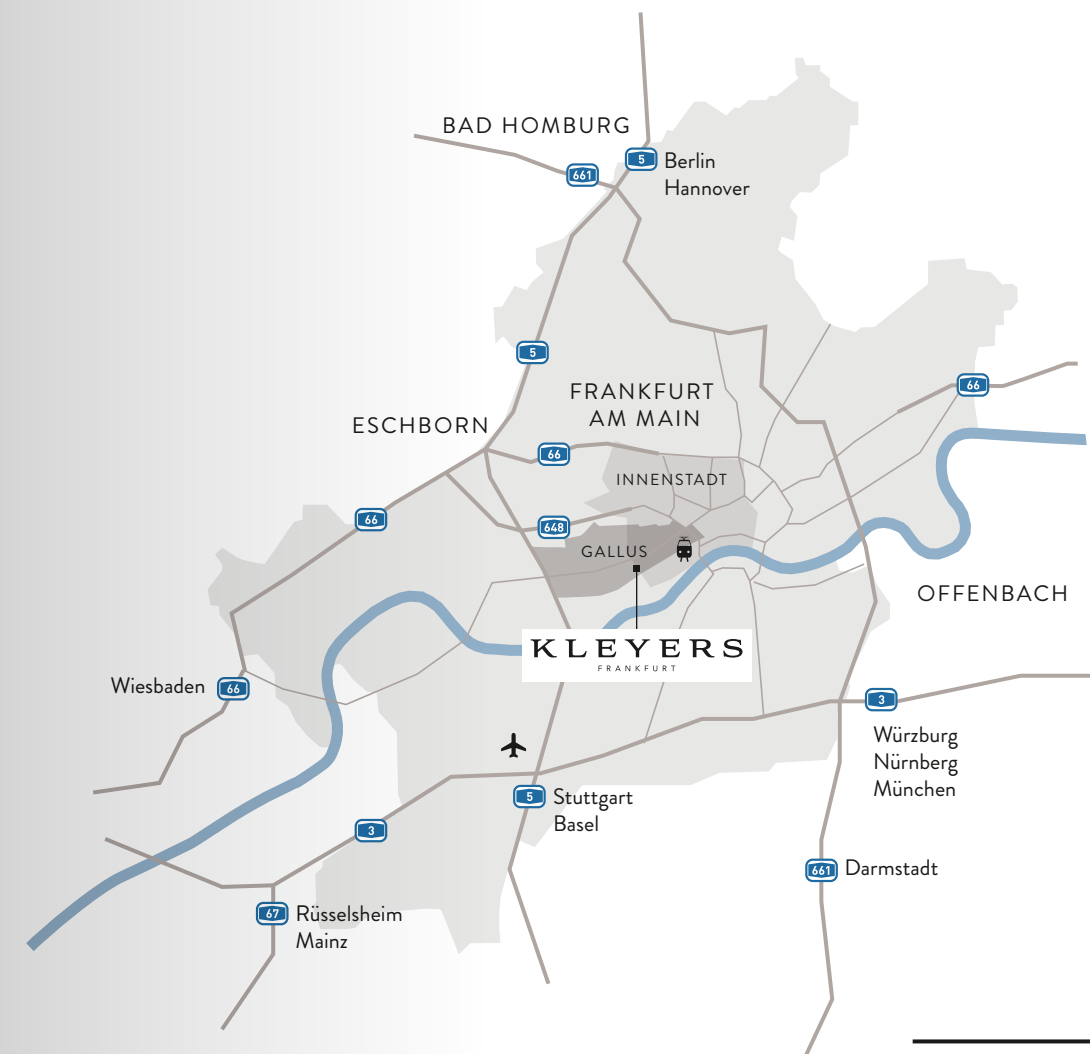 BAD HOMBURG
5
Berlin
Hannover
661
5
FRANKFURT
AM MAIN
66
ESCHBORN
66
INNENSTADT
66
648
GALLUS
OFFENBACH
KLEYERS
FRANKFURT
Wiesbaden
66
3
Würzburg
Nürnberg
München
5
Stuttgart
Basel
3
661
Darmstadt
67
Rüsselsheim
Mainz